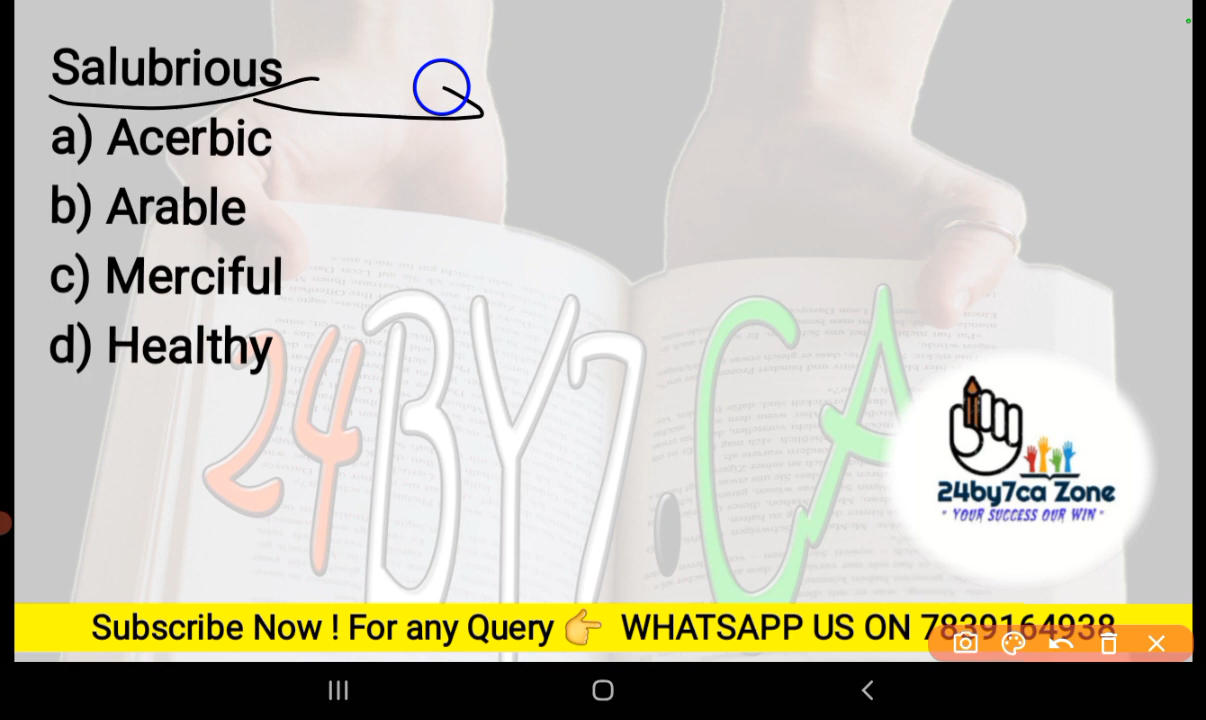 Salubrious
a) Acerbic
b) Arable
c) Merciful
d) Healthy
24BY7.CA
24by7ca Zone
" YOUR SUCCESS OUR WIN "
Subscribe Now ! For any Query 👉 WHATSAPP US ON 7839164938